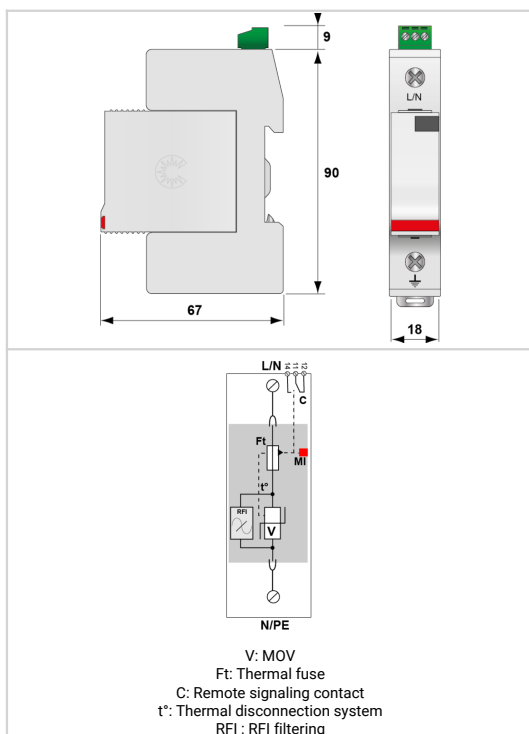 9
L/N
90
67
18
L/N
14 11 12
C
Ft
MI
t°
RFI
V
N/PE
V: MOV
Ft: Thermal fuse
C: Remote signaling contact
t°: Thermal disconnection system
RFI : RFI filtering